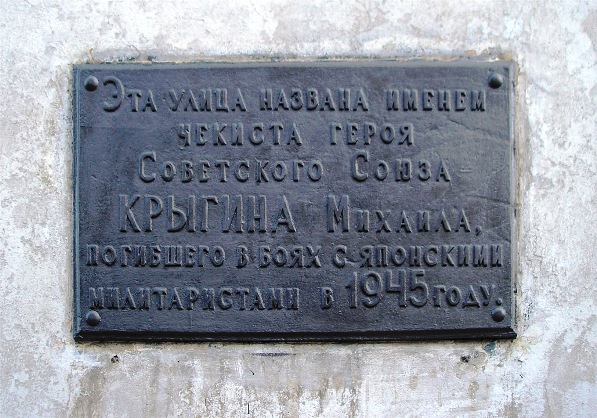 Эта улица названа именем
чекиста героя
Советского Союза -
КРЫГИНА Михаила,
погибшего в боях с японскими
милитаристами в 1945 году.